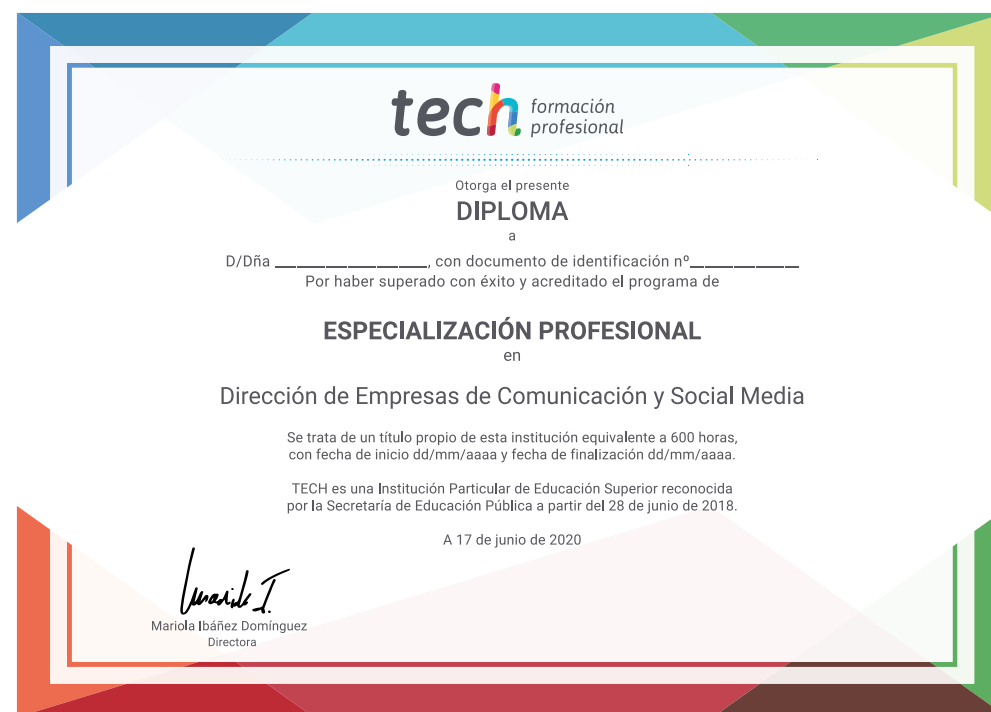 tech formación
profesional
Otorga el presente
DIPLOMA
a
D/Dña ______________, con documento de identificación nº__________
Por haber superado con éxito y acreditado el programa de
ESPECIALIZACIÓN PROFESIONAL
en
Dirección de Empresas de Comunicación y Social Media
Se trata de un título propio de esta institución equivalente a 600 horas,
con fecha de inicio dd/mm/aaaa y fecha de finalización dd/mm/aaaa.
TECH es una Institución Particular de Educación Superior reconocida
por la Secretaría de Educación Pública a partir del 28 de junio de 2018.
A 17 de junio de 2020
Mariola Ibáñez Domínguez
Directora